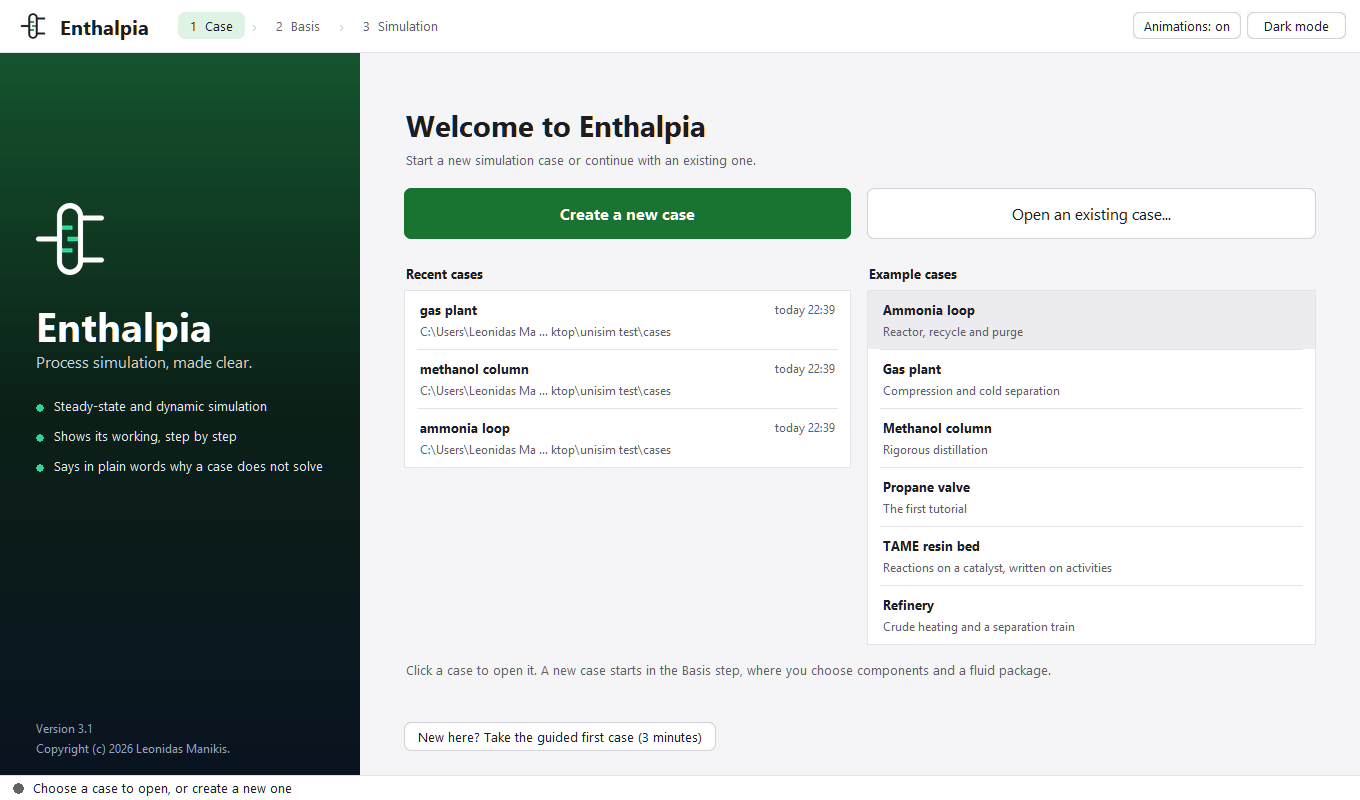 Enthalpia
1 Case
2 Basis
3 Simulation
Animations: on
Dark mode
Enthalpia
Process simulation, made clear.
Steady-state and dynamic simulation
Shows its working, step by step
Says in plain words why a case does not solve
Version 3.1
Copyright (c) 2026 Leonidas Manikis.
Welcome to Enthalpia
Start a new simulation case or continue with an existing one.
Create a new case
Open an existing case...
Recent cases
gas plant
today 22:39
C:\Users\Leonidas Ma ... ktop\unisim test\cases
methanol column
today 22:39
C:\Users\Leonidas Ma ... ktop\unisim test\cases
ammonia loop
today 22:39
C:\Users\Leonidas Ma ... ktop\unisim test\cases
Example cases
Ammonia loop
Reactor, recycle and purge
Gas plant
Compression and cold separation
Methanol column
Rigorous distillation
Propane valve
The first tutorial
TAME resin bed
Reactions on a catalyst, written on activities
Refinery
Crude heating and a separation train
Click a case to open it. A new case starts in the Basis step, where you choose components and a fluid package.
New here? Take the guided first case (3 minutes)
Choose a case to open, or create a new one